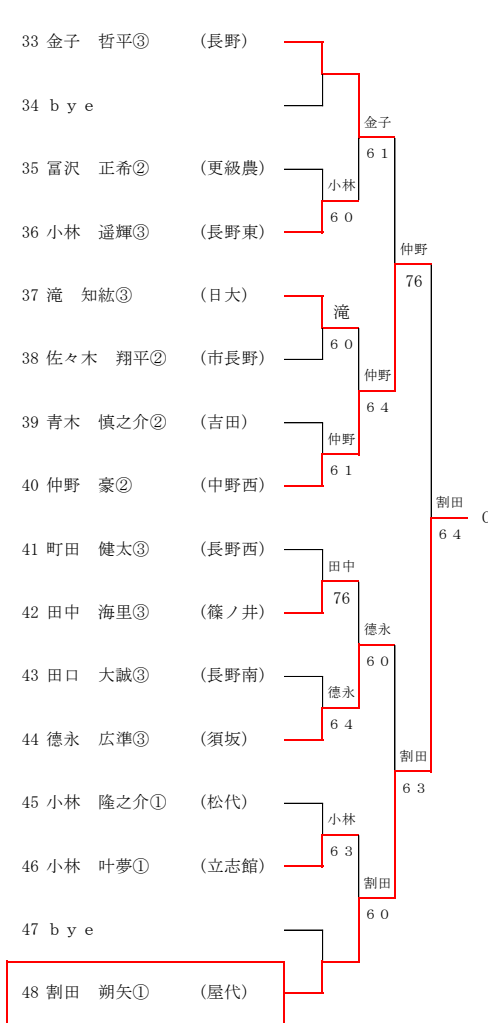 33 金子　哲平③　(長野)
34 ｂｙｅ
金子
35 冨沢　正希②　(更級農)
６１
小林
36 小林　遥輝③　(長野東)
６０
仲野
37 滝　知紘③　(日大)
76
滝
38 佐々木　翔平②　(市長野)
６０
仲野
39 青木　慎之介②　(吉田)
６４
仲野
40 仲野　豪②　(中野西)
６１
割田
６４
41 町田　健太③　(長野西)
田中
42 田中　海里③　(篠ノ井)
76
德永
43 田口　大誠③　(長野南)
６０
德永
44 德永　広準③　(須坂)
６４
割田
45 小林　隆之介①　(松代)
６３
小林
46 小林　叶夢①　(立志館)
６３
割田
47 ｂｙｅ
６０
48 割田　朔矢①　(屋代)